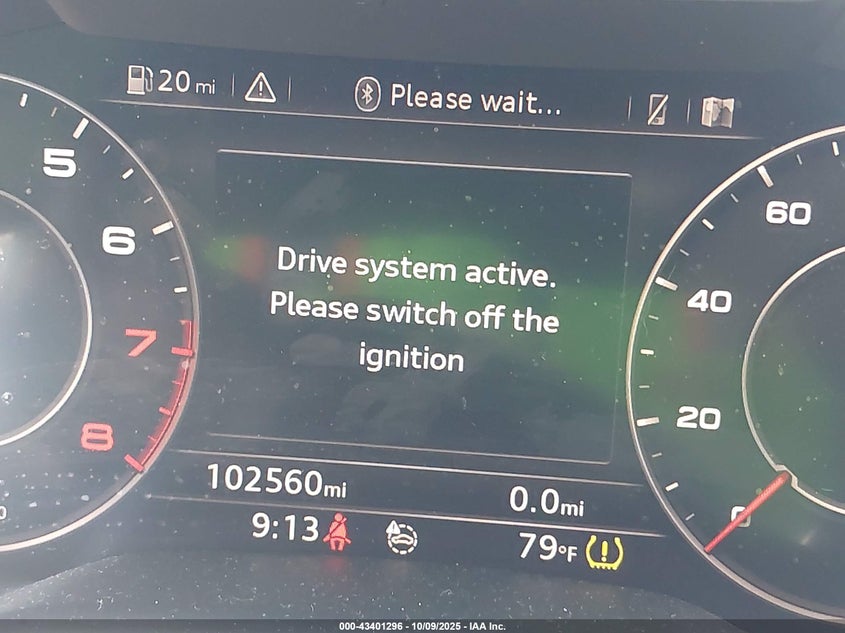 20 mi
Please wait...
5
6
7
8
60
40
20
0
Drive system active.
Please switch off the
ignition
102560mi
0.0mi
9:13
79°F
000-43401296 - 10/09/2025 - IAA Inc.